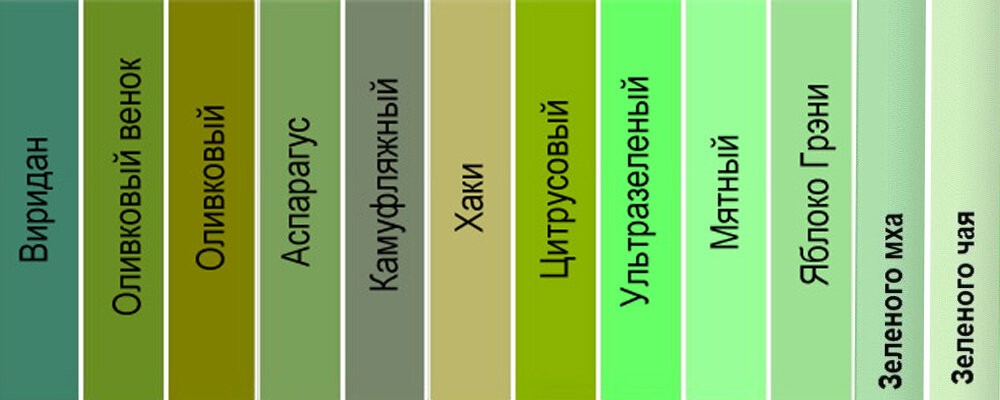 Виридан
Оливковый венок
Оливковый
Аспарагус
Камуфляжный
Хаки
Цитрусовый
Ультразеленый
Мятный
Яблоко Грэни
Зеленого мха
Зеленого чая